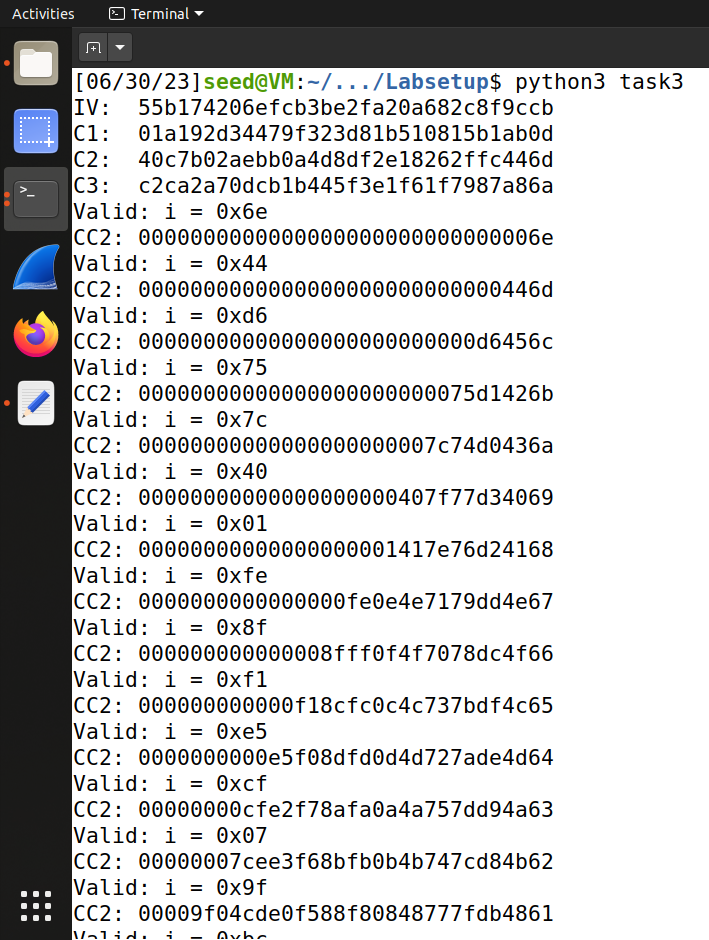 Activities
Terminal
[06/30/23]seed@VM:~/.../Labsetup$ python3 task3
IV:  55b174206efcb3be2fa20a682c8f9ccb
C1:  01a192d34479f323d81b510815b1ab0d
C2:  40c7b02aebb0a4d8df2e18262ffc446d
C3:  c2ca2a70dcb1b445f3e1f61f7987a86a
Valid: i = 0x6e
CC2: 0000000000000000000000000000006e
Valid: i = 0x44
CC2: 0000000000000000000000000000446d
Valid: i = 0xd6
CC2: 00000000000000000000000000d6456c
Valid: i = 0x75
CC2: 00000000000000000000000075d1426b
Valid: i = 0x7c
CC2: 00000000000000000000007c74d0436a
Valid: i = 0x40
CC2: 00000000000000000000407f77d34069
Valid: i = 0x01
CC2: 00000000000000000001417e76d24168
Valid: i = 0xfe
CC2: 0000000000000000fe0e4e7179dd4e67
Valid: i = 0x8f
CC2: 000000000000008fff0f4f7078dc4f66
Valid: i = 0xf1
CC2: 000000000000f18cfc0c4c737bdf4c65
Valid: i = 0xe5
CC2: 0000000000e5f08dfd0d4d727ade4d64
Valid: i = 0xcf
CC2: 00000000cfe2f78afa0a4a757dd94a63
Valid: i = 0x07
CC2: 00000007cee3f68bfb0b4b747cd84b62
Valid: i = 0x9f
CC2: 00009f04cde0f588f80848777fdb4861
Valid: i =